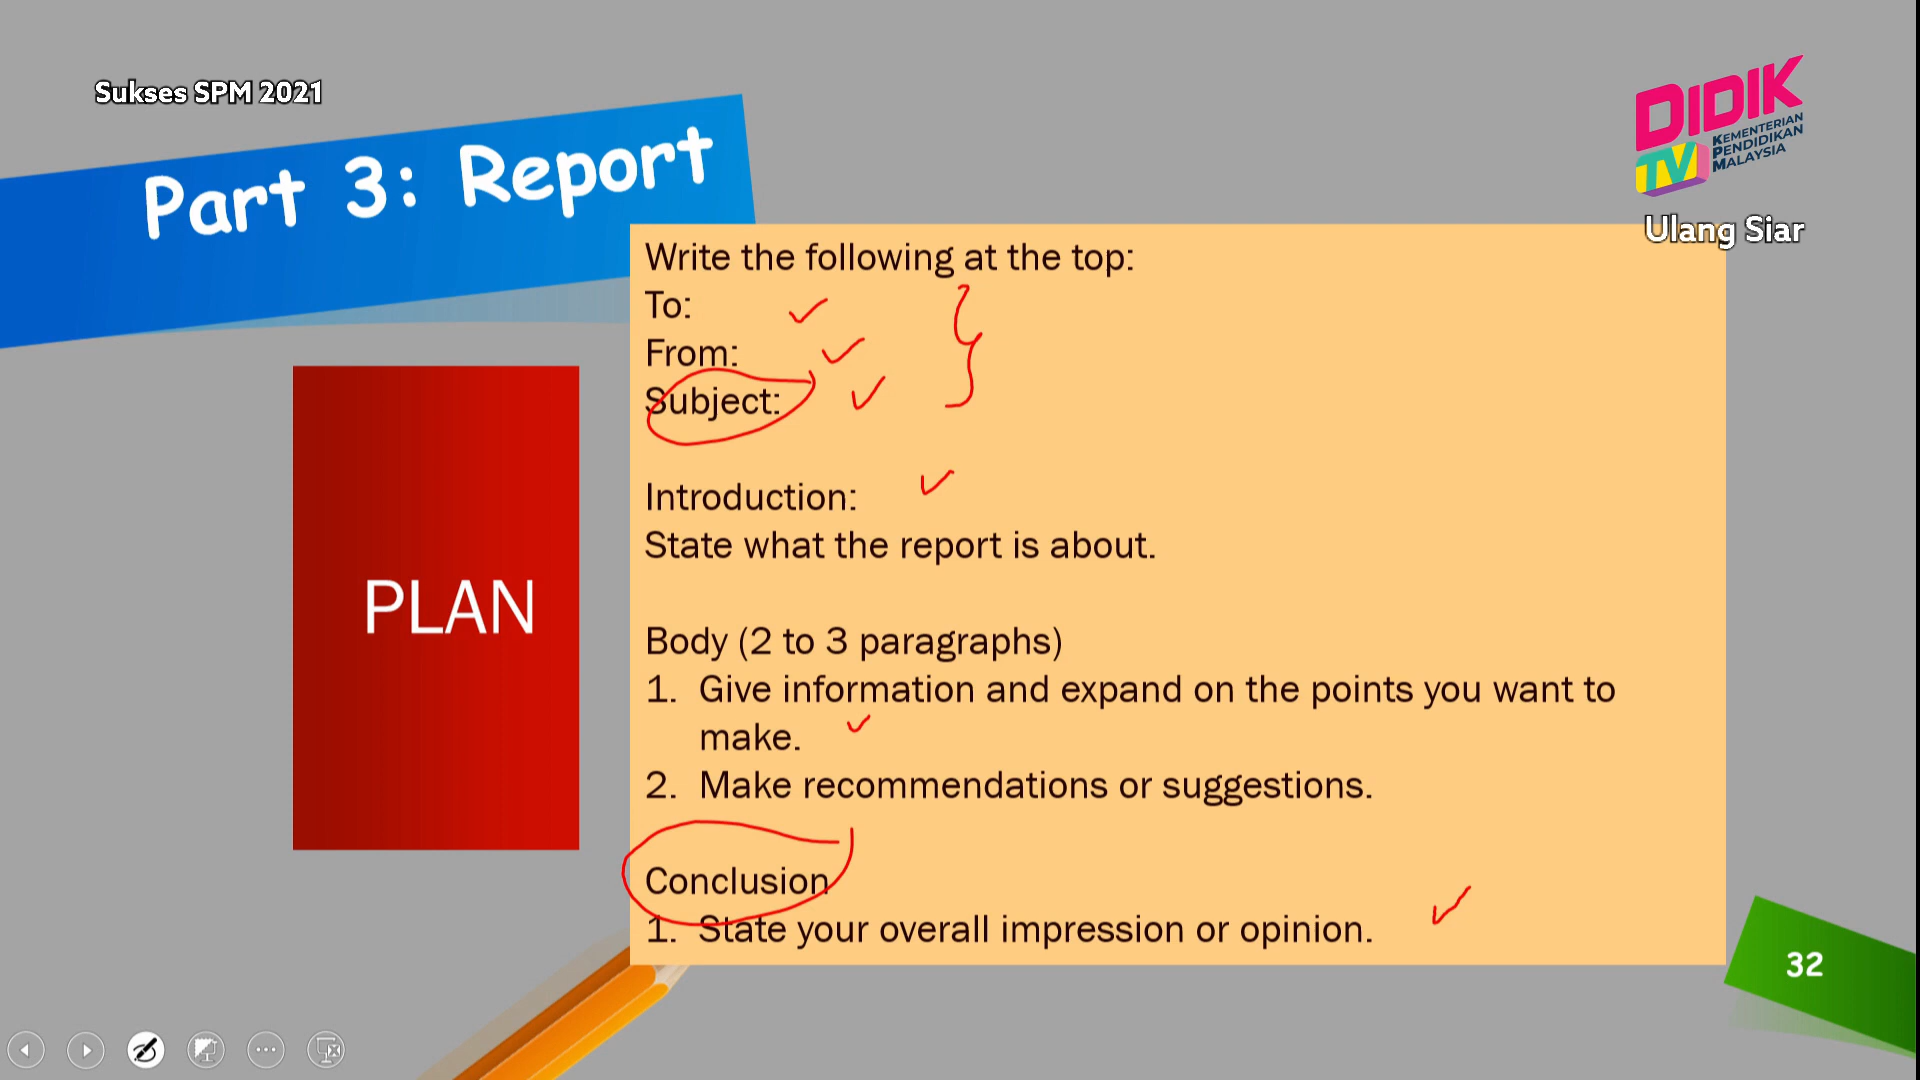 Sukses SPM 2021
DIDIK
TV
KEMENTERIAN
PENDIDIKAN
MALAYSIA
Ulang Siar
Part 3: Report
PLAN
Write the following at the top:
To:
From:
Subject:
Introduction:
State what the report is about.
Body (2 to 3 paragraphs)
1. Give information and expand on the points you want to
make.
2. Make recommendations or suggestions.
Conclusion
1. State your overall impression or opinion.
32